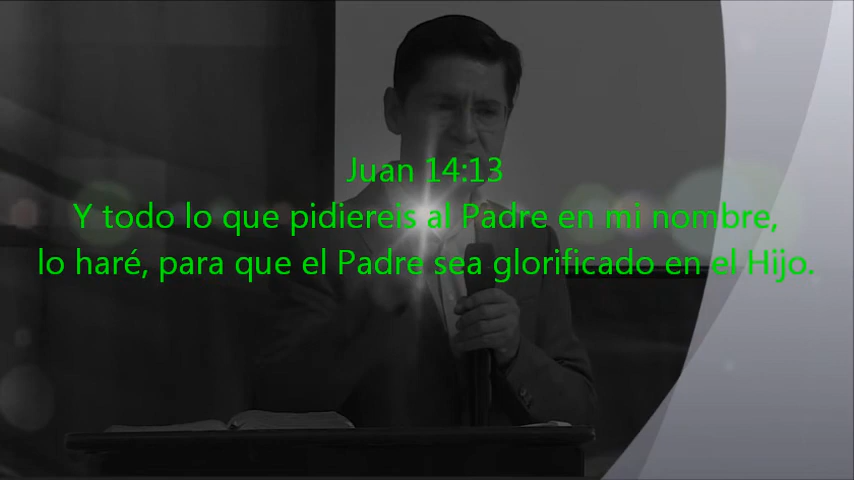 Juan 14:13
Y todo lo que pidiereis al Padre en mi nombre,
lo haré, para que el Padre sea glorificado en el Hijo.